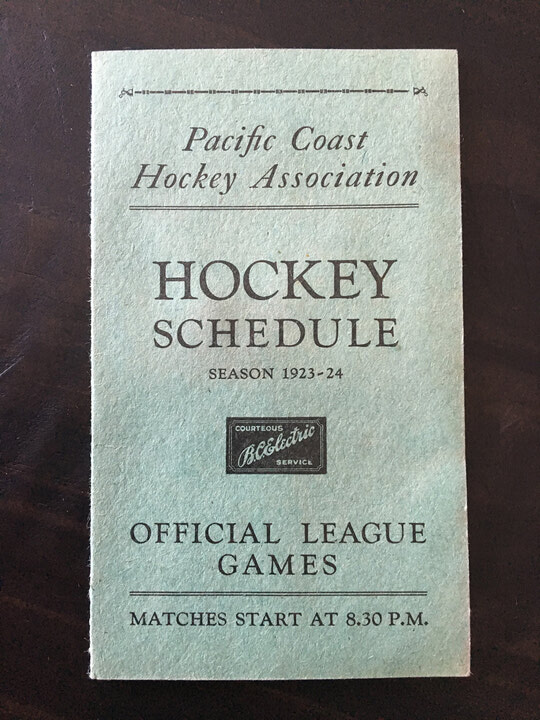 Pacific Coast
Hockey Association
HOCKEY
SCHEDULE
SEASON 1923-24
COURTEOUS
B.C.Electric
SERVICE
OFFICIAL LEAGUE
GAMES
MATCHES START AT 8.30 P.M.